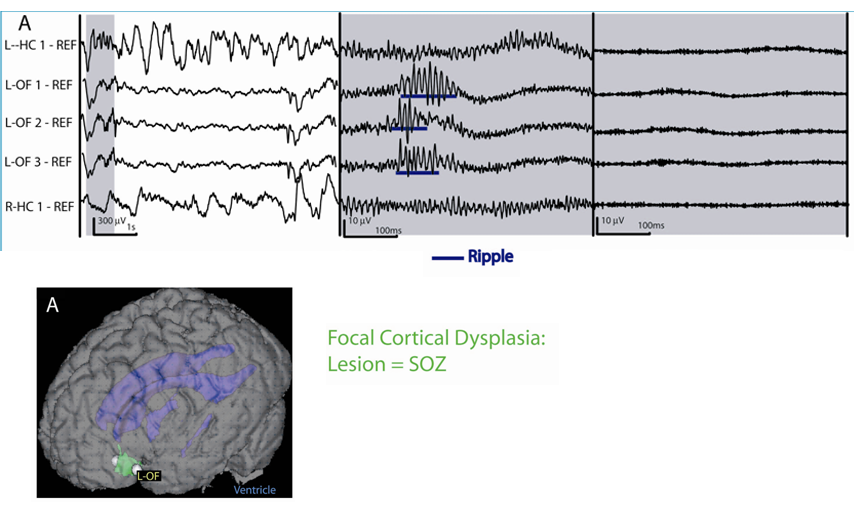 A
L--HC 1 - REF
L-OF 1 - REF
L-OF 2 - REF
L-OF 3 - REF
R-HC 1 - REF
300 µV
1s
10 µV
100ms
10 µV
100ms
Ripple
A
L-OF
Ventricle
Focal Cortical Dysplasia:
Lesion = SOZ